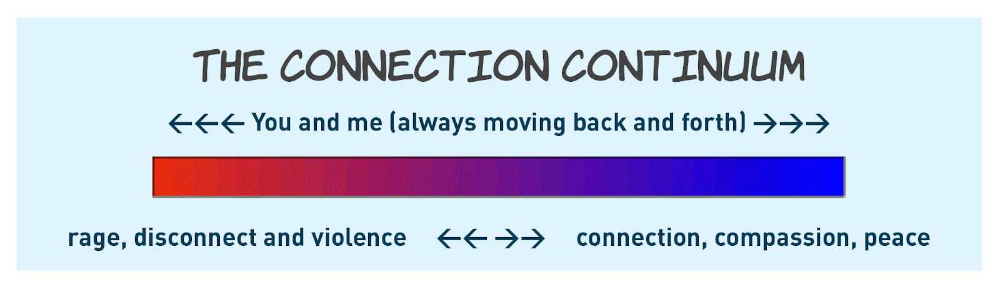 THE CONNECTION CONTINUUM
←←← You and me (always moving back and forth) →→→
rage, disconnect and violence ←← →→ connection, compassion, peace